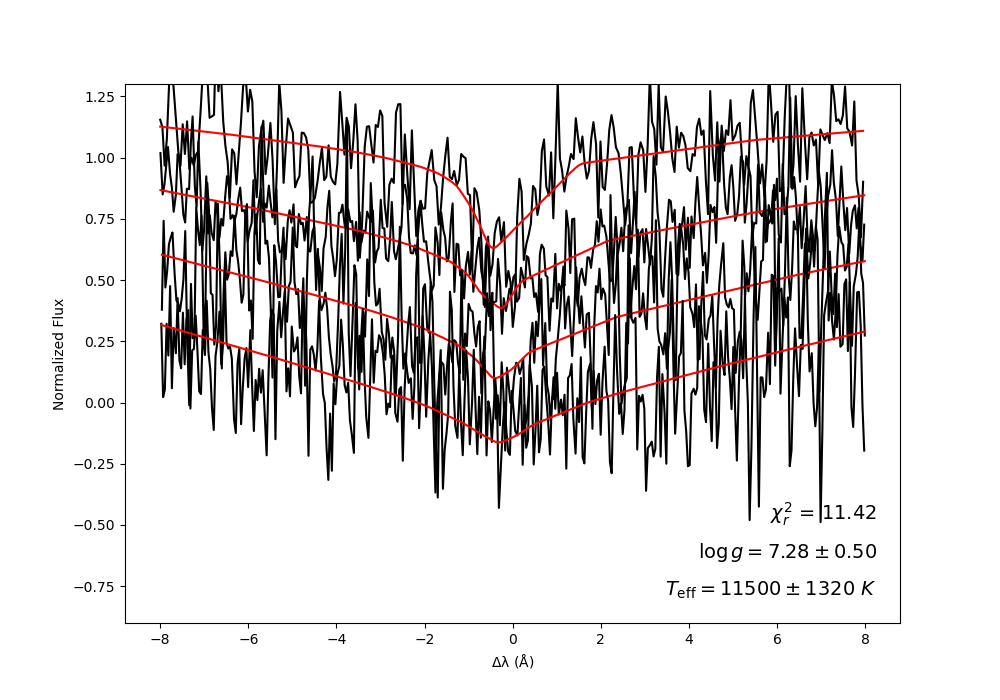 1.25
1.00
0.75
0.50
0.25
0.00
−0.25
−0.50
−0.75
Normalized Flux
χ²ᵣ = 11.42
log g = 7.28 ± 0.50
T_eff = 11500 ± 1320 K
−8 −6 −4 −2 0 2 4 6 8
Δλ (Å)